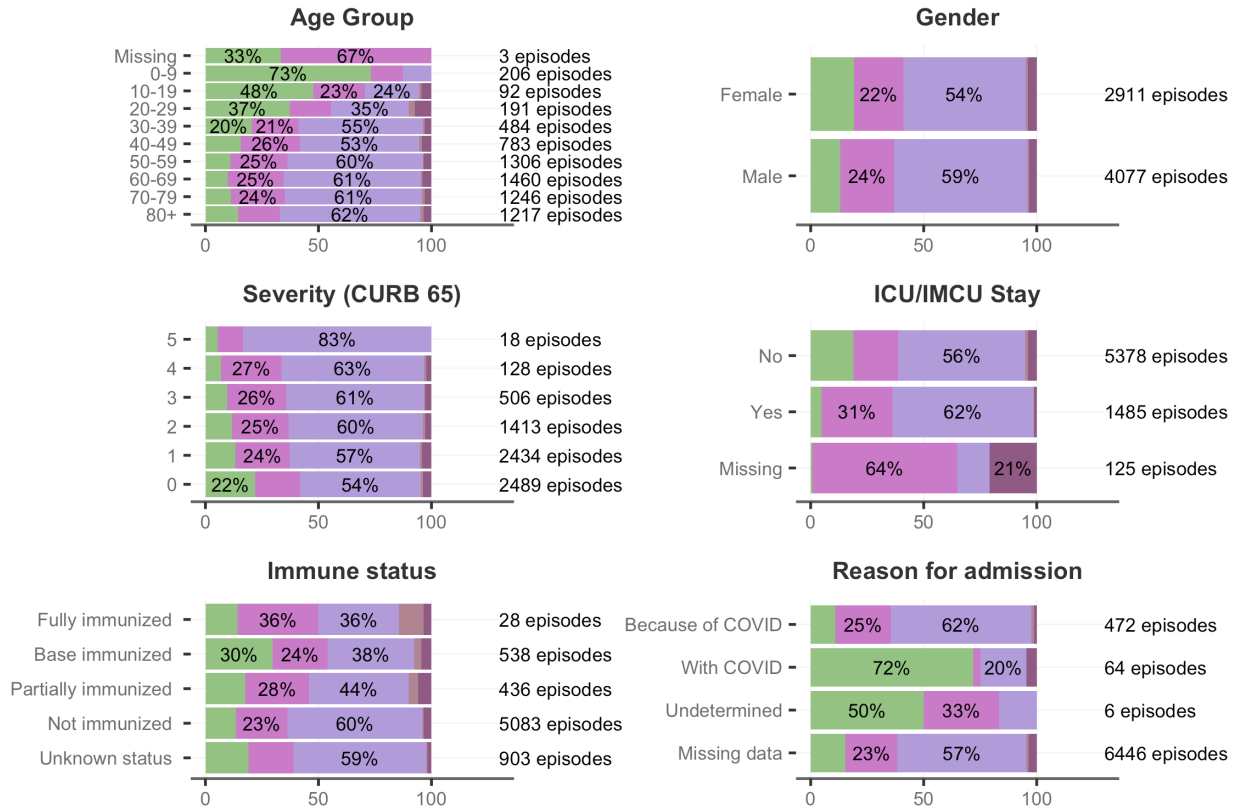 Age Group
Missing 33% 67% 3 episodes
0-9 73% 206 episodes
10-19 48% 23% 24% 92 episodes
20-29 37% 35% 191 episodes
30-39 20% 21% 55% 484 episodes
40-49 26% 53% 783 episodes
50-59 25% 60% 1306 episodes
60-69 25% 61% 1460 episodes
70-79 24% 61% 1246 episodes
80+ 62% 1217 episodes
0 50 100
Gender
Female 22% 54% 2911 episodes
Male 24% 59% 4077 episodes
0 50 100
Severity (CURB 65)
5 83% 18 episodes
4 27% 63% 128 episodes
3 26% 61% 506 episodes
2 25% 60% 1413 episodes
1 24% 57% 2434 episodes
0 22% 54% 2489 episodes
0 50 100
ICU/IMCU Stay
No 56% 5378 episodes
Yes 31% 62% 1485 episodes
Missing 64% 21% 125 episodes
0 50 100
Immune status
Fully immunized 36% 36% 28 episodes
Base immunized 30% 24% 38% 538 episodes
Partially immunized 28% 44% 436 episodes
Not immunized 23% 60% 5083 episodes
Unknown status 59% 903 episodes
0 50 100
Reason for admission
Because of COVID 25% 62% 472 episodes
With COVID 72% 20% 64 episodes
Undetermined 50% 33% 6 episodes
Missing data 23% 57% 6446 episodes
0 50 100